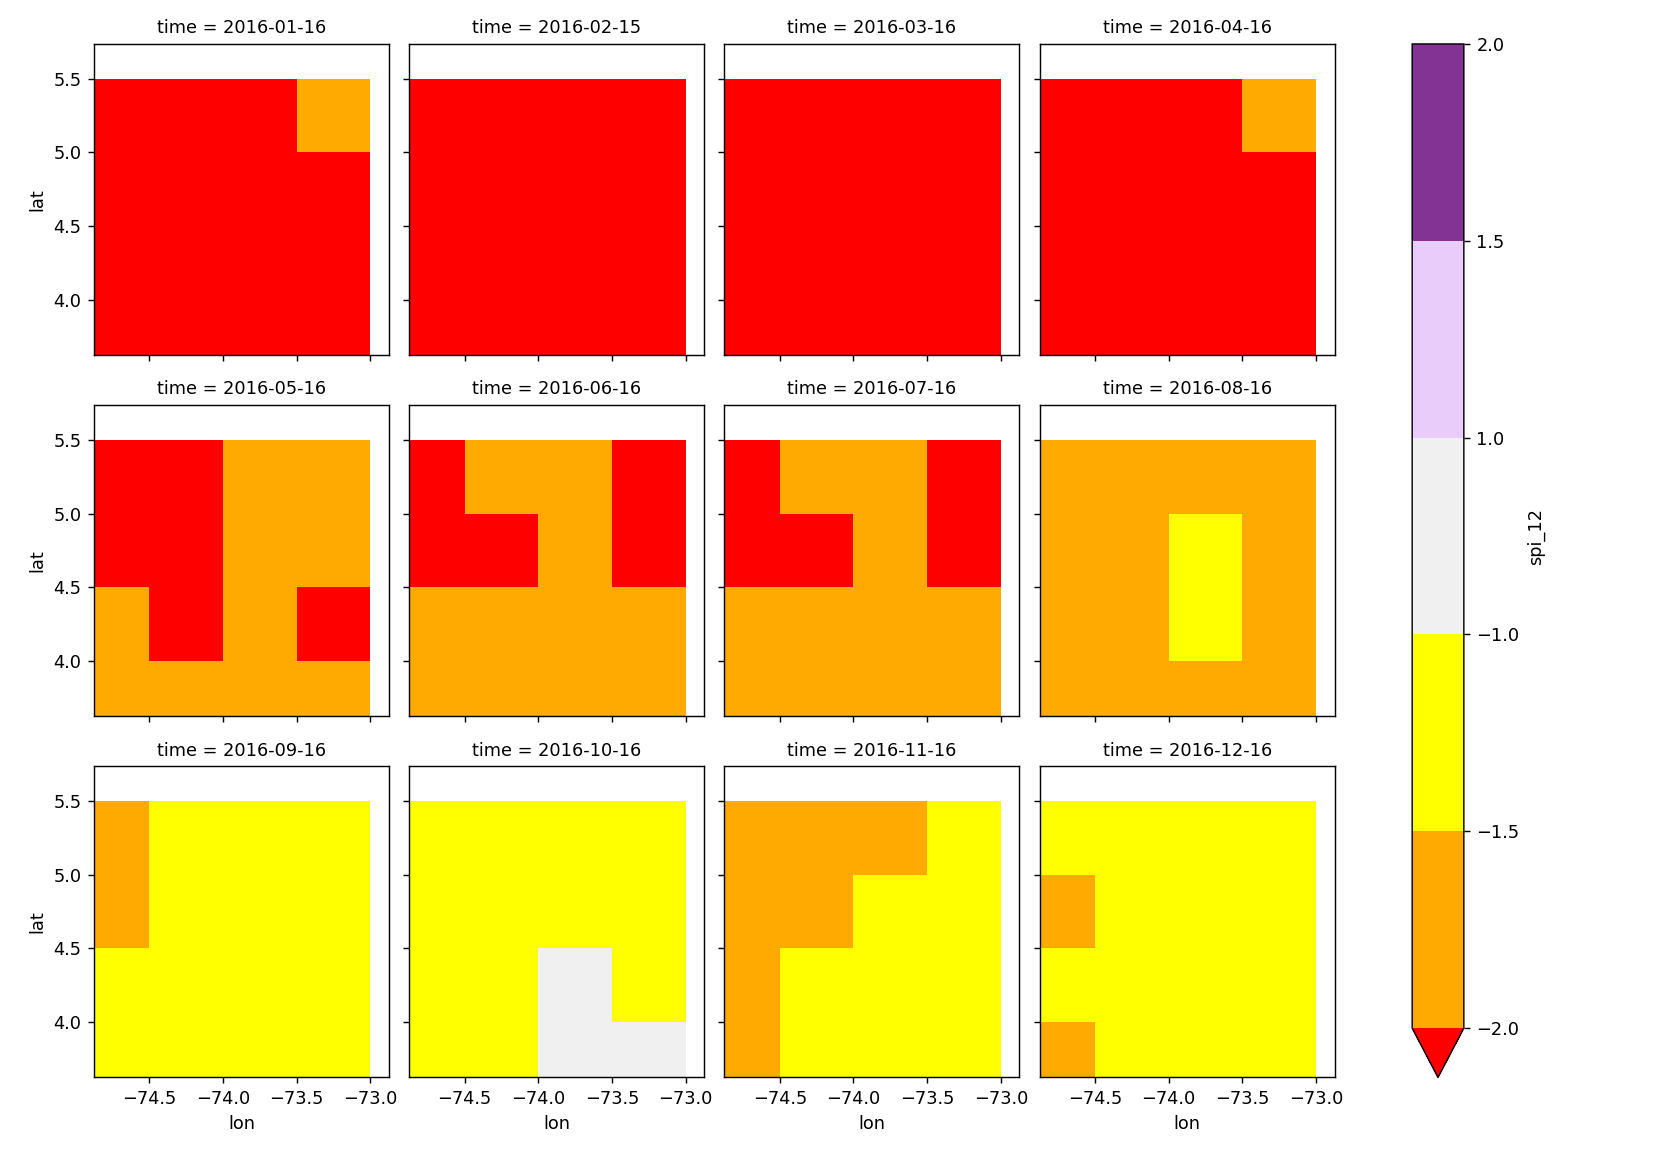 time = 2016-01-16
time = 2016-02-15
time = 2016-03-16
time = 2016-04-16
5.5
5.0
4.5
4.0
lat
time = 2016-05-16
time = 2016-06-16
time = 2016-07-16
time = 2016-08-16
5.5
5.0
4.5
4.0
lat
time = 2016-09-16
time = 2016-10-16
time = 2016-11-16
time = 2016-12-16
5.5
5.0
4.5
4.0
lat
−74.5 −74.0 −73.5 −73.0
lon
−74.5 −74.0 −73.5 −73.0
lon
−74.5 −74.0 −73.5 −73.0
lon
−74.5 −74.0 −73.5 −73.0
lon
2.0
1.5
1.0
−1.0
−1.5
−2.0
spi_12